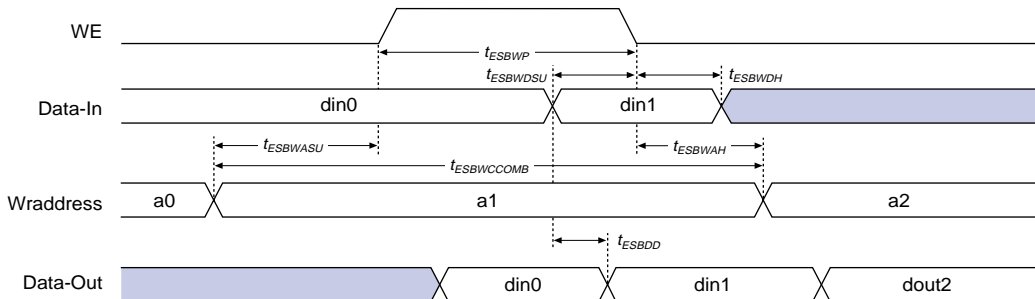 WE
tESBWP
tESBWDSU
tESBWDH
Data-In
din0
din1
tESBWASU
tESBWAH
tESBWCCOMB
Wraddress
a0
a1
a2
tESBDD
Data-Out
din0
din1
dout2